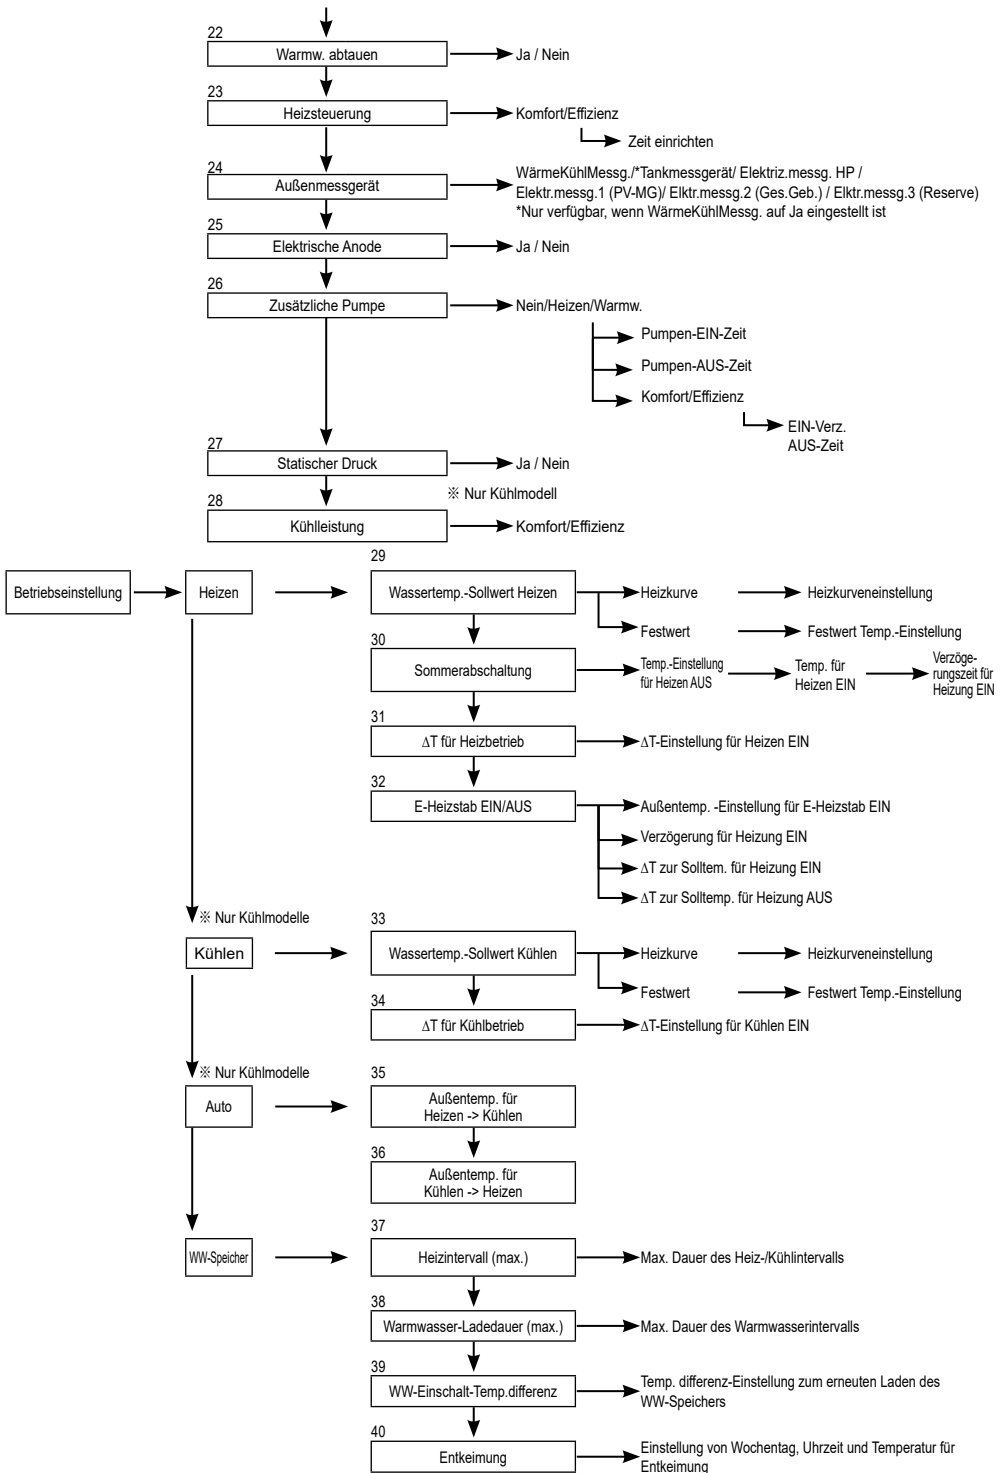 22
Warmw. abtauen
Ja / Nein
23
Heizsteuerung
Komfort/Effizienz
Zeit einrichten
24
Außenmessgerät
WärmeKühlMessg./*Tankmessgerät/ Elektriz.messg. HP /
Elektr.messg.1 (PV-MG)/ Elktr.messg.2 (Ges.Geb.) / Elktr.messg.3 (Reserve)
*Nur verfügbar, wenn WärmeKühlMessg. auf Ja eingestellt ist
25
Elektrische Anode
Ja / Nein
26
Zusätzliche Pumpe
Nein/Heizen/Warmw.
Pumpen-EIN-Zeit
Pumpen-AUS-Zeit
Komfort/Effizienz
EIN-Verz.
AUS-Zeit
27
Statischer Druck
Ja / Nein
※ Nur Kühlmodell
28
Kühlleistung
Komfort/Effizienz
Betriebseinstellung
Heizen
29
Wassertemp.-Sollwert Heizen
Heizkurve
Heizkurveneinstellung
Festwert
Festwert Temp.-Einstellung
30
Sommerabschaltung
Temp.-Einstellung
für Heizen AUS
Temp. für
Heizen EIN
Verzöge-
rungszeit für
Heizung EIN
31
ΔT für Heizbetrieb
ΔT-Einstellung für Heizen EIN
32
E-Heizstab EIN/AUS
Außentemp. -Einstellung für E-Heizstab EIN
Verzögerung für Heizung EIN
ΔT zur Solltem. für Heizung EIN
ΔT zur Solltemp. für Heizung AUS
※ Nur Kühlmodelle
Kühlen
33
Wassertemp.-Sollwert Kühlen
Heizkurve
Heizkurveneinstellung
Festwert
Festwert Temp.-Einstellung
34
ΔT für Kühlbetrieb
ΔT-Einstellung für Kühlen EIN
※ Nur Kühlmodelle
Auto
35
Außentemp. für
Heizen -> Kühlen
36
Außentemp. für
Kühlen -> Heizen
WW-Speicher
37
Heizintervall (max.)
Max. Dauer des Heiz-/Kühlintervalls
38
Warmwasser-Ladedauer (max.)
Max. Dauer des Warmwasserintervalls
39
WW-Einschalt-Temp.differenz
Temp. differenz-Einstellung zum erneuten Laden des
WW-Speichers
40
Entkeimung
Einstellung von Wochentag, Uhrzeit und Temperatur für
Entkeimung